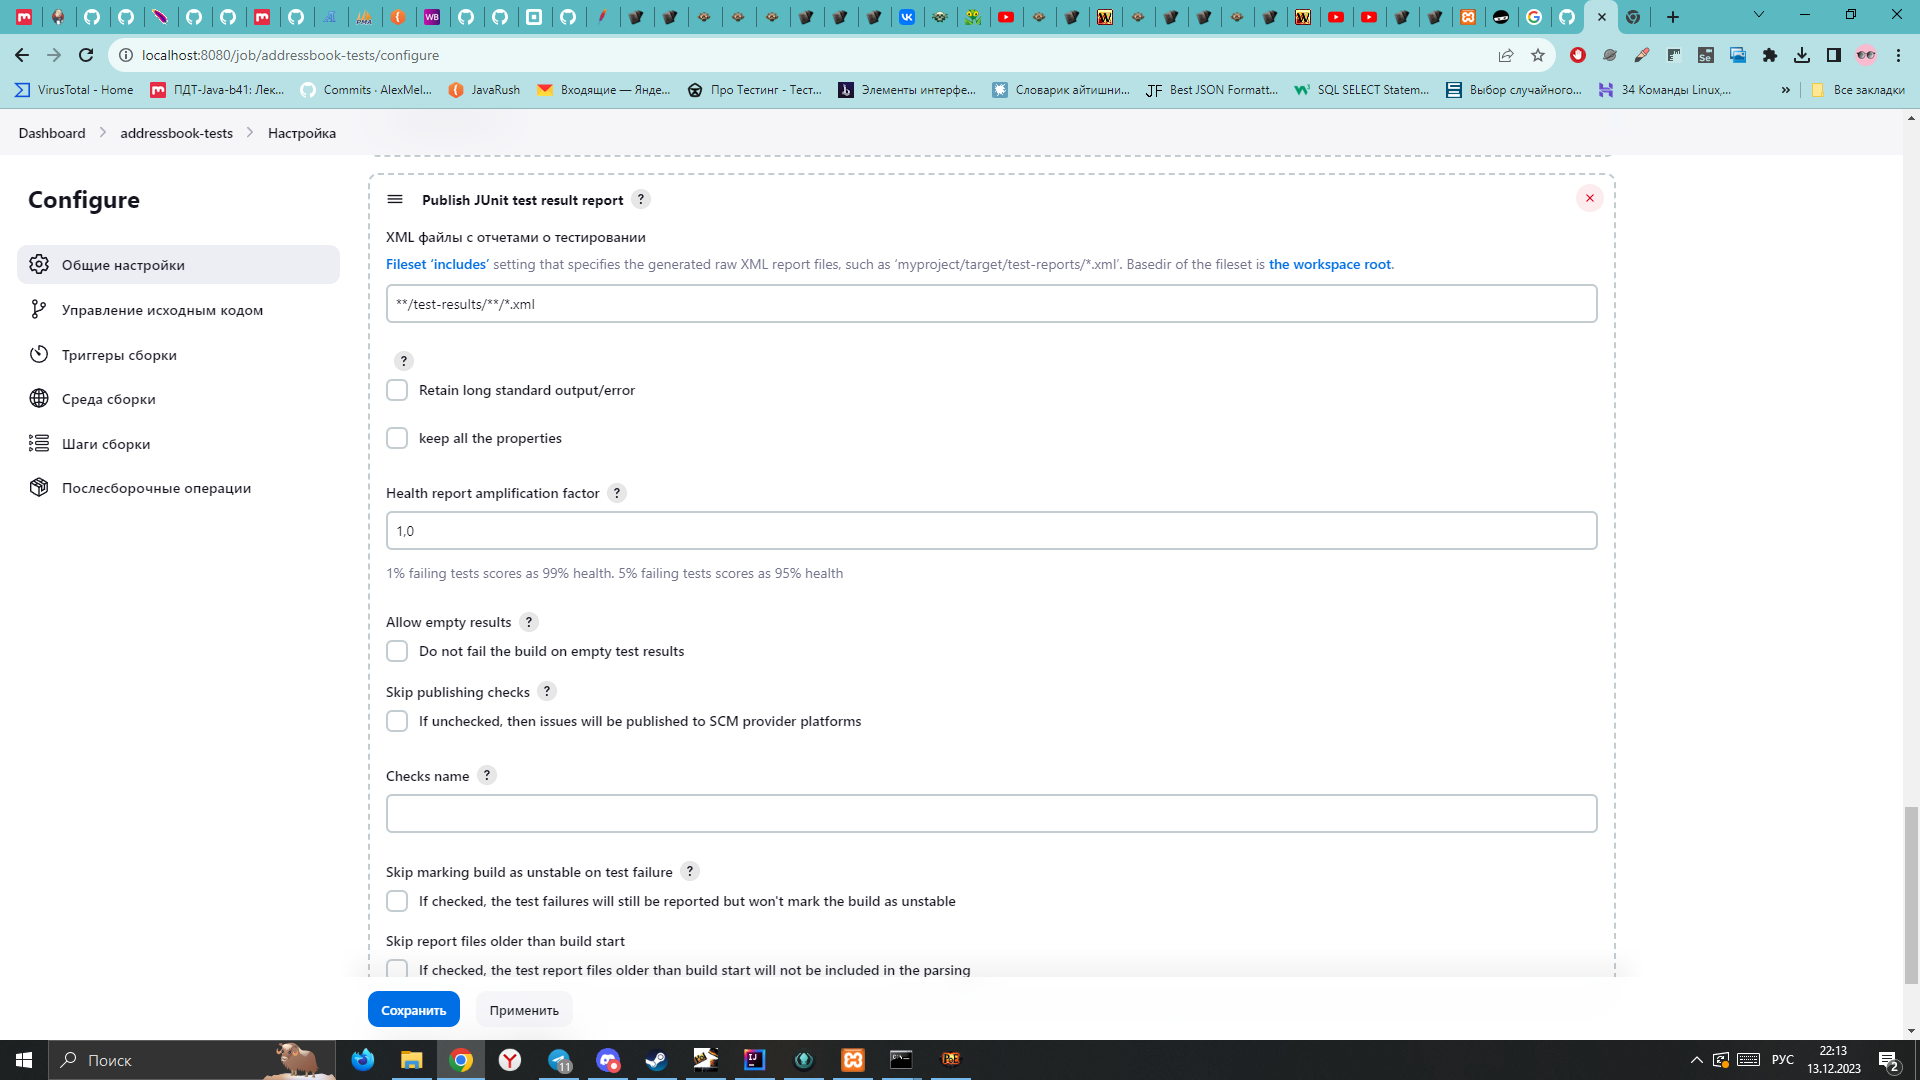 localhost:8080/job/addressbook-tests/configure
VirusTotal - Home
ПДТ-Java-b41: Лек...
Commits · AlexMel...
JavaRush
Входящие — Янде...
Про Тестинг - Тест...
Элементы интерфе...
Словарик айтишни...
Best JSON Formatt...
SQL SELECT Statem...
Выбор случайного...
34 Команды Linux,...
»
Все закладки
Dashboard > addressbook-tests > Настройка
Configure
Общие настройки
Управление исходным кодом
Триггеры сборки
Среда сборки
Шаги сборки
Послесборочные операции
Publish JUnit test result report ?
XML файлы с отчетами о тестировании
Fileset ‘includes’ setting that specifies the generated raw XML report files, such as ‘myproject/target/test-reports/*.xml’. Basedir of the fileset is the workspace root.
**/test-results/**/*.xml
?
Retain long standard output/error
keep all the properties
Health report amplification factor ?
1,0
1% failing tests scores as 99% health. 5% failing tests scores as 95% health
Allow empty results ?
Do not fail the build on empty test results
Skip publishing checks ?
If unchecked, then issues will be published to SCM provider platforms
Checks name ?
Skip marking build as unstable on test failure ?
If checked, the test failures will still be reported but won't mark the build as unstable
Skip report files older than build start
If checked, the test report files older than build start will not be included in the parsing
Сохранить
Применить
Поиск
11
РУС
22:13
13.12.2023
2